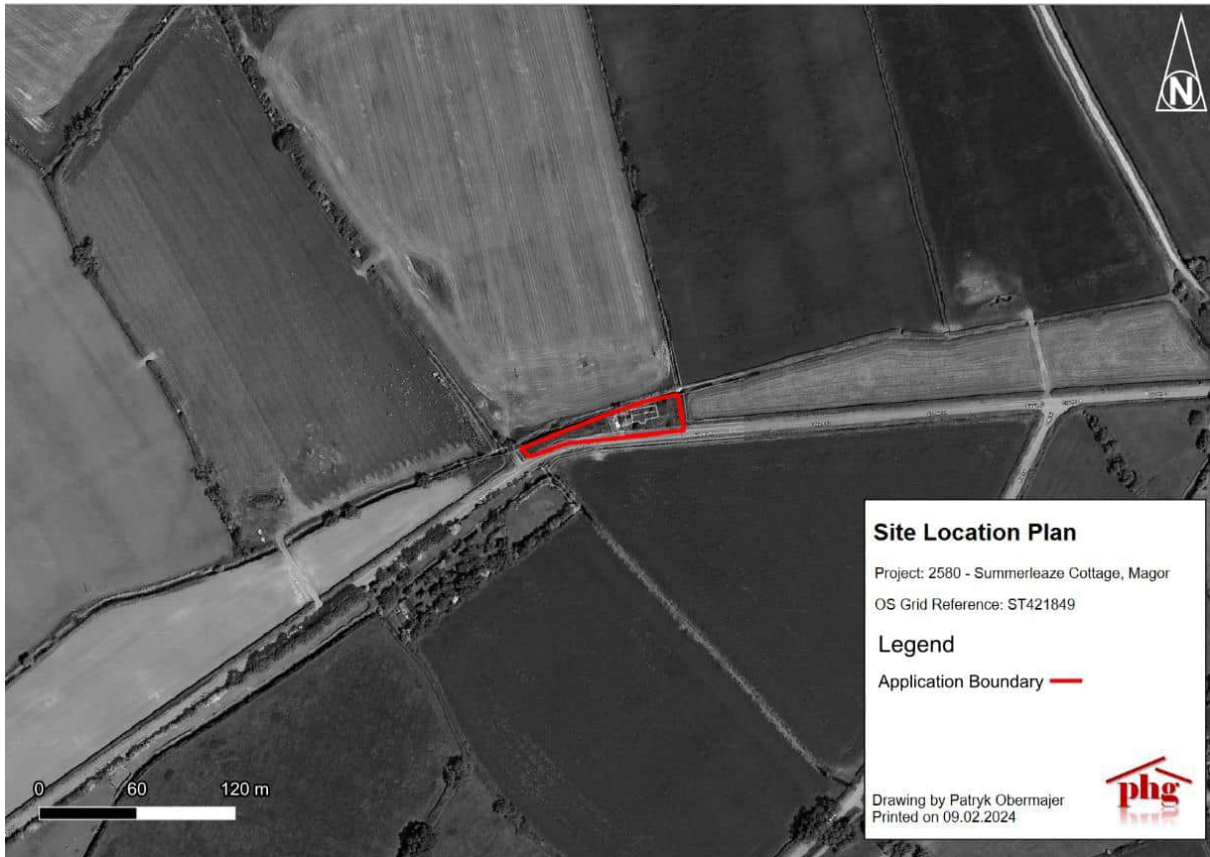 N
Site Location Plan
Project: 2580 - Summerleaze Cottage, Magor
OS Grid Reference: ST421849
Legend
Application Boundary
0 60 120 m
Drawing by Patryk Obermajer
Printed on 09.02.2024
phg